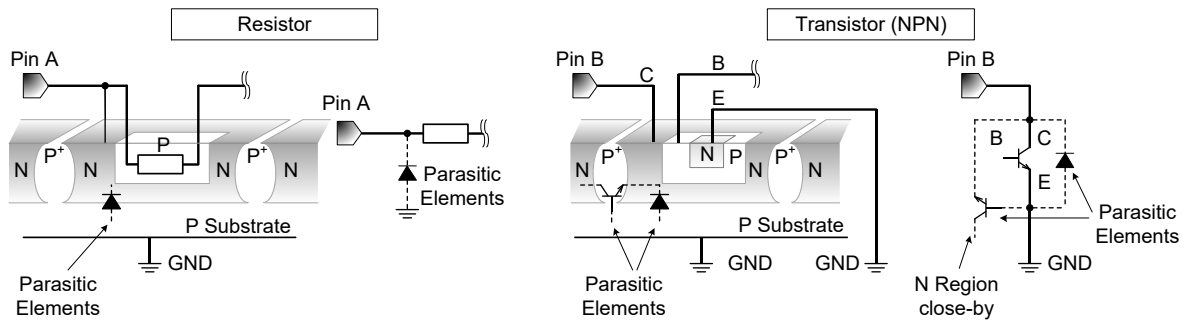 Resistor
Transistor (NPN)
Pin A
Pin A
N
P+
N
P
N
P+
N
Parasitic
Elements
P Substrate
GND
Parasitic
Elements
Pin B
C
B
E
N
P+
N
N
P
N
P+
N
P Substrate
GND
GND
Parasitic
Elements
Pin B
B
C
E
Parasitic
Elements
GND
N Region
close-by